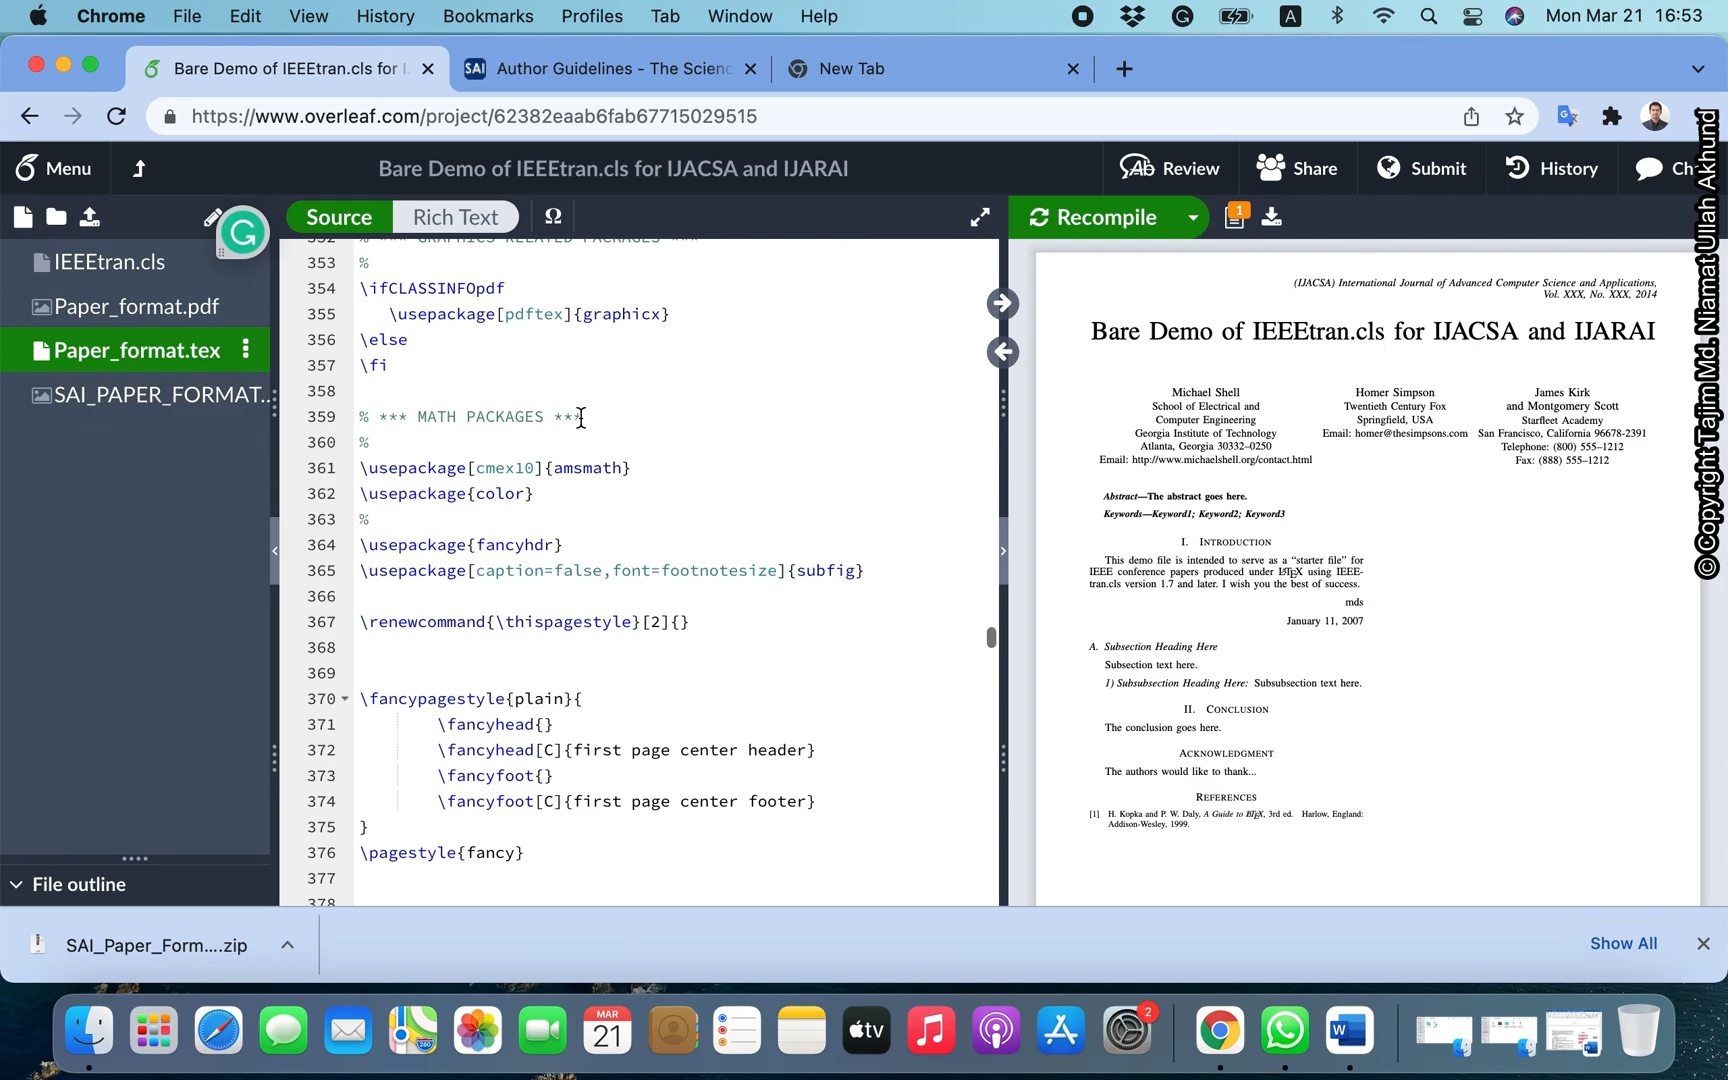 Chrome File Edit View History Bookmarks Profiles Tab Window Help
A
Mon Mar 21 16:53
Bare Demo of IEEEtran.cls for I
SAI Author Guidelines - The Scienc
New Tab
https://www.overleaf.com/project/62382eaab6fab67715029515
Menu
Bare Demo of IEEEtran.cls for IJACSA and IJARAI
Review
Share
Submit
History
Ch
Source
Rich Text
Ω
Recompile
1
IEEEtran.cls
Paper_format.pdf
Paper_format.tex
SAI_PAPER_FORMAT...
File outline
352 % *** GRAPHICS RELATED PACKAGES ***
353 %
354 \ifCLASSINFOpdf
355 \usepackage[pdftex]{graphicx}
356 \else
357 \fi
358
359 % *** MATH PACKAGES ***
360 %
361 \usepackage[cmex10]{amsmath}
362 \usepackage{color}
363 %
364 \usepackage{fancyhdr}
365 \usepackage[caption=false,font=footnotesize]{subfig}
366
367 \renewcommand{\thispagestyle}[2]{}
368
369
370 \fancypagestyle{plain}{
371 \fancyhead{}
372 \fancyhead[C]{first page center header}
373 \fancyfoot{}
374 \fancyfoot[C]{first page center footer}
375 }
376 \pagestyle{fancy}
377
378
(IJACSA) International Journal of Advanced Computer Science and Applications,
Vol. XXX, No. XXX, 2014
Bare Demo of IEEEtran.cls for IJACSA and IJARAI
Michael Shell
School of Electrical and
Computer Engineering
Georgia Institute of Technology
Atlanta, Georgia 30332–0250
Email: http://www.michaelshell.org/contact.html
Homer Simpson
Twentieth Century Fox
Springfield, USA
Email: homer@thesimpsons.com
James Kirk
and Montgomery Scott
Starfleet Academy
San Francisco, California 96678-2391
Telephone: (800) 555–1212
Fax: (888) 555–1212
Abstract—The abstract goes here.
Keywords—Keyword1; Keyword2; Keyword3
I. INTRODUCTION
This demo file is intended to serve as a “starter file” for
IEEE conference papers produced under LATEX using IEEE-
tran.cls version 1.7 and later. I wish you the best of success.
mds
January 11, 2007
A. Subsection Heading Here
Subsection text here.
1) Subsubsection Heading Here: Subsubsection text here.
II. CONCLUSION
The conclusion goes here.
ACKNOWLEDGMENT
The authors would like to thank...
REFERENCES
[1] H. Kopka and P. W. Daly, A Guide to LATEX, 3rd ed. Harlow, England:
Addison-Wesley, 1999.
©Copyright Tajim Md. Niamat Ullah Akhund
SAI_Paper_Form....zip
Show All
MAR
21
280
tv
2
W